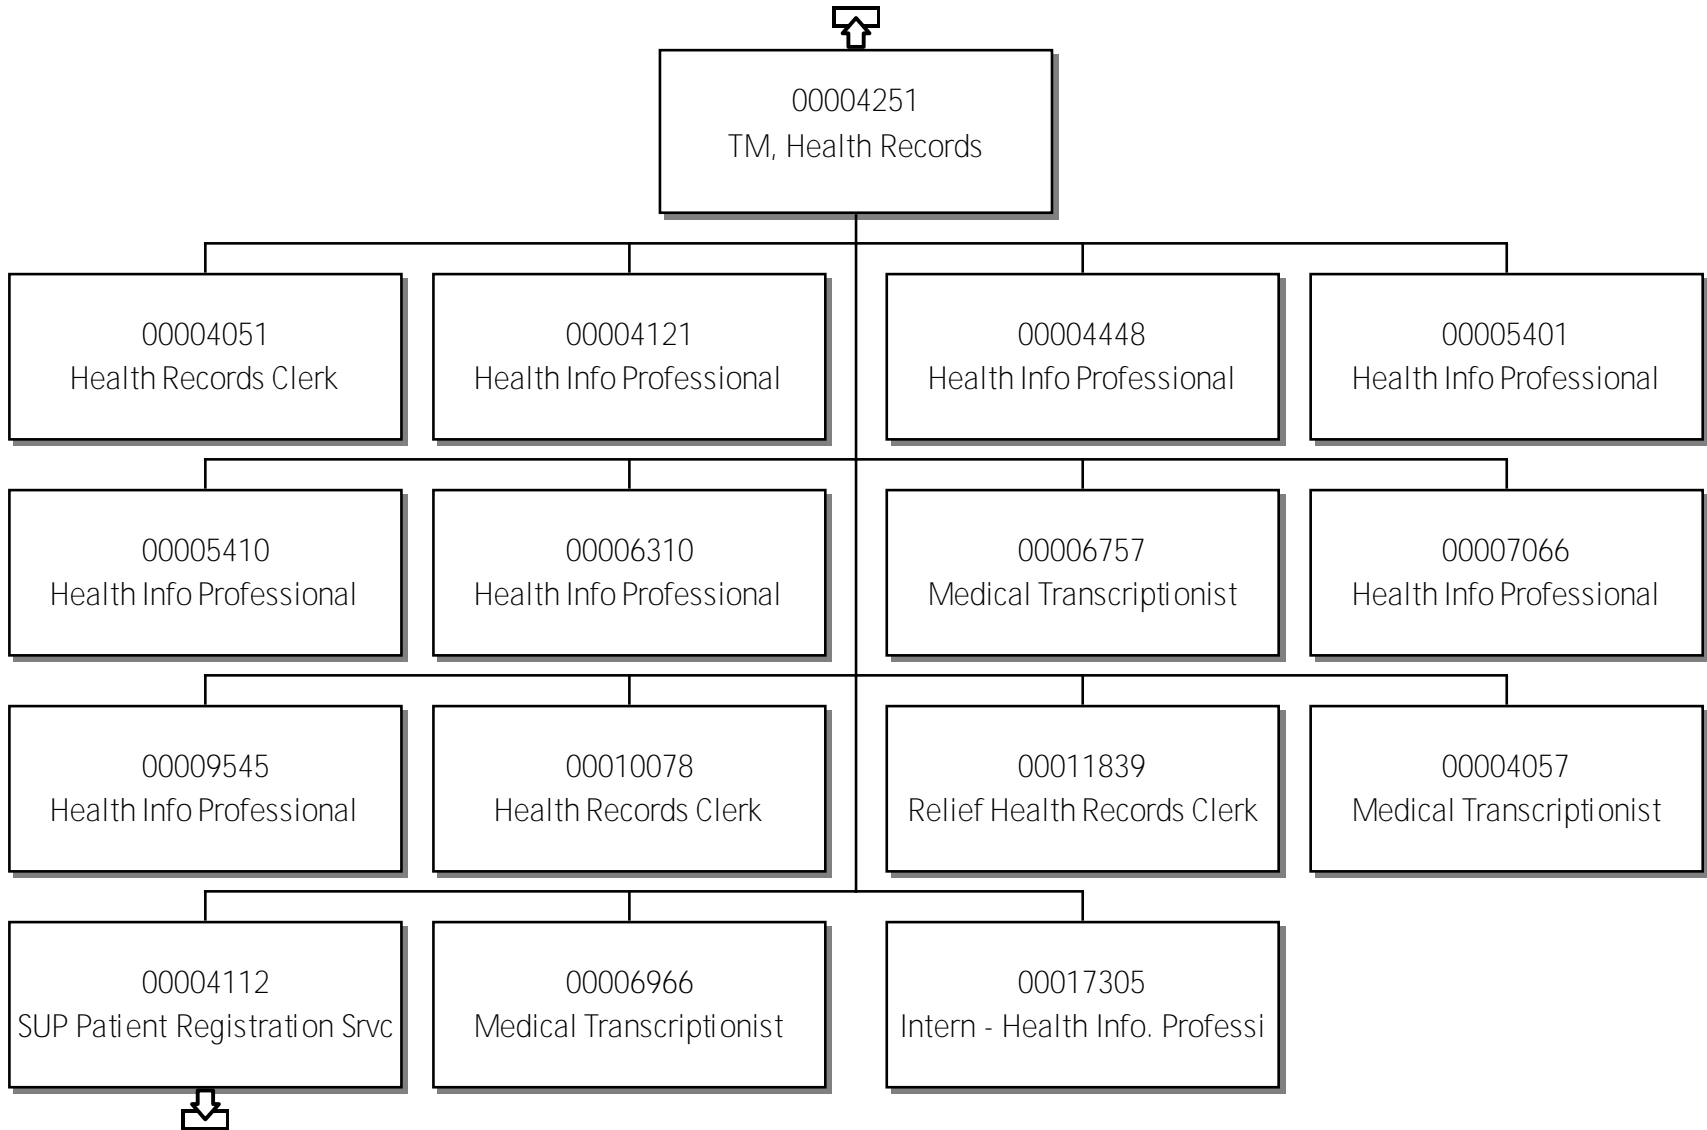 00004251
TM, Health Records
00004051
Health Records Clerk
00004121
Health Info Professional
00004448
Health Info Professional
00005401
Health Info Professional
00005410
Health Info Professional
00006310
Health Info Professional
00006757
Medical Transcriptionist
00007066
Health Info Professional
00009545
Health Info Professional
00010078
Health Records Clerk
00011839
Relief Health Records Clerk
00004057
Medical Transcriptionist
00004112
SUP Patient Registration Srvc
00006966
Medical Transcriptionist
00017305
Intern - Health Info. Professi